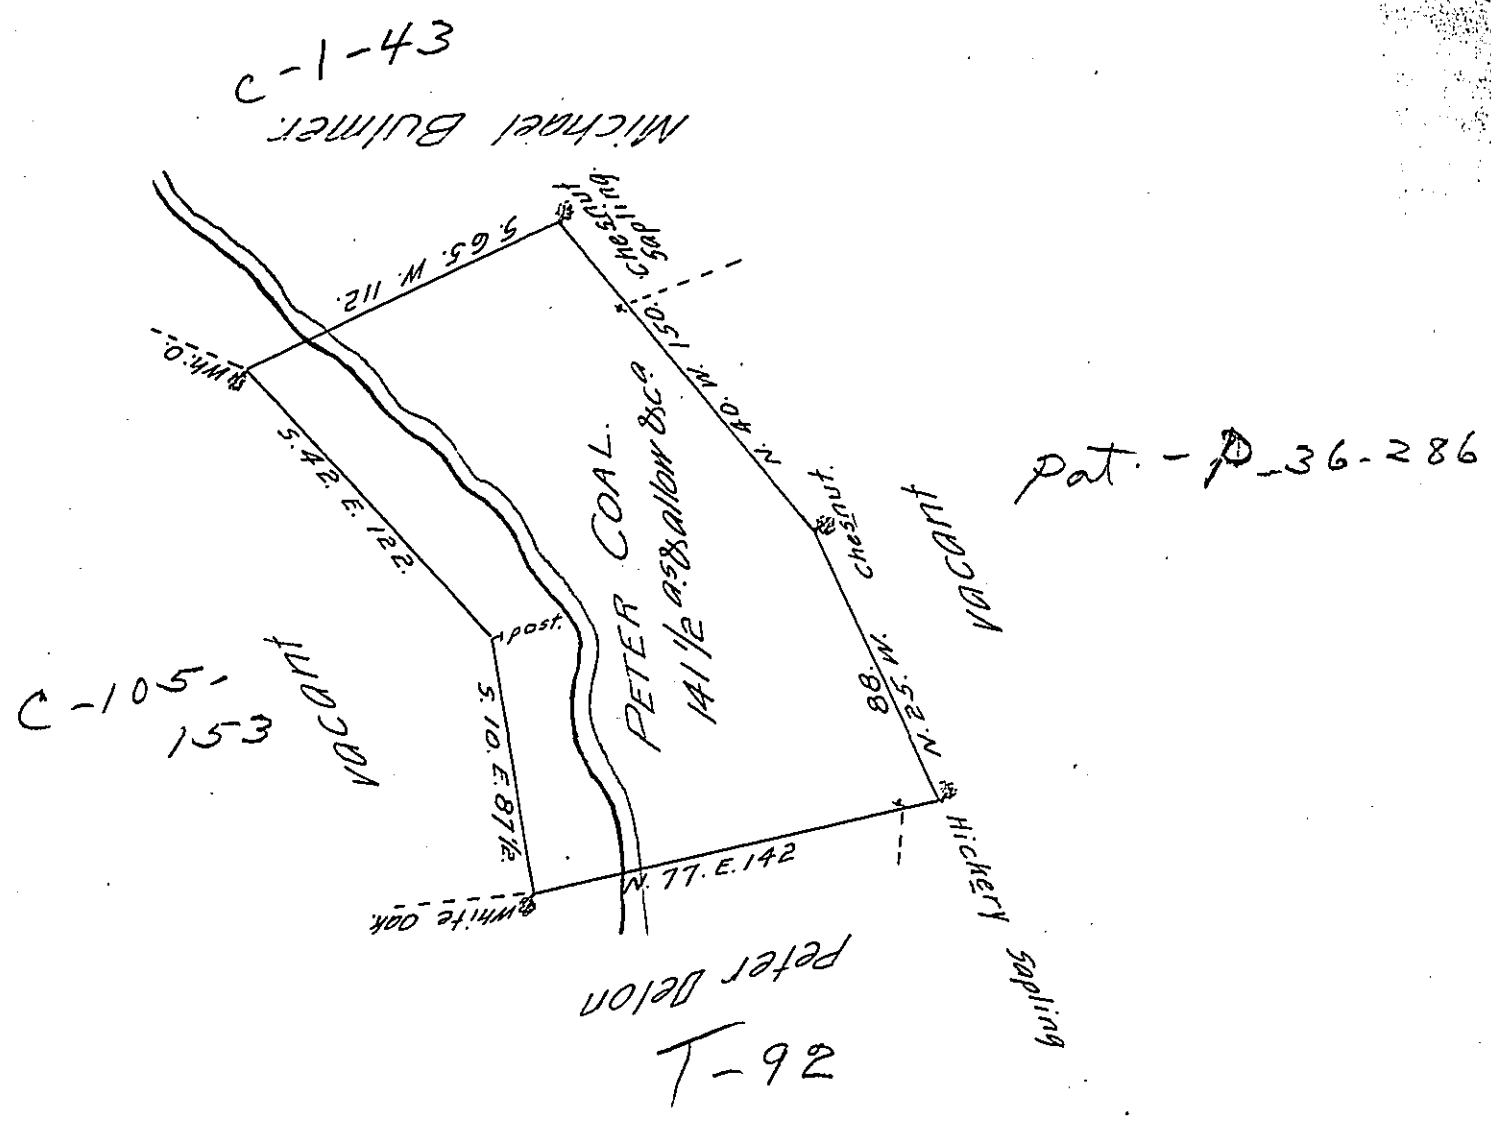 C-1-43
Michael Bulmer.
Chesnut
Sapling.
S. 65. W. 112.
Wh: O.
S. 42. E. 122.
N. 40. W. 150.
Pat. - P-36-286
Chesnut.
Vacant
PETER COAL.
141 1/2 as & allowe &ca
post.
C-105-
153
Vacant
S. 10. E. 87 1/2.
N. 25. W. 88.
N. 77. E. 142
White Oak.
Hickery Sapling
Peter Delon
T-92